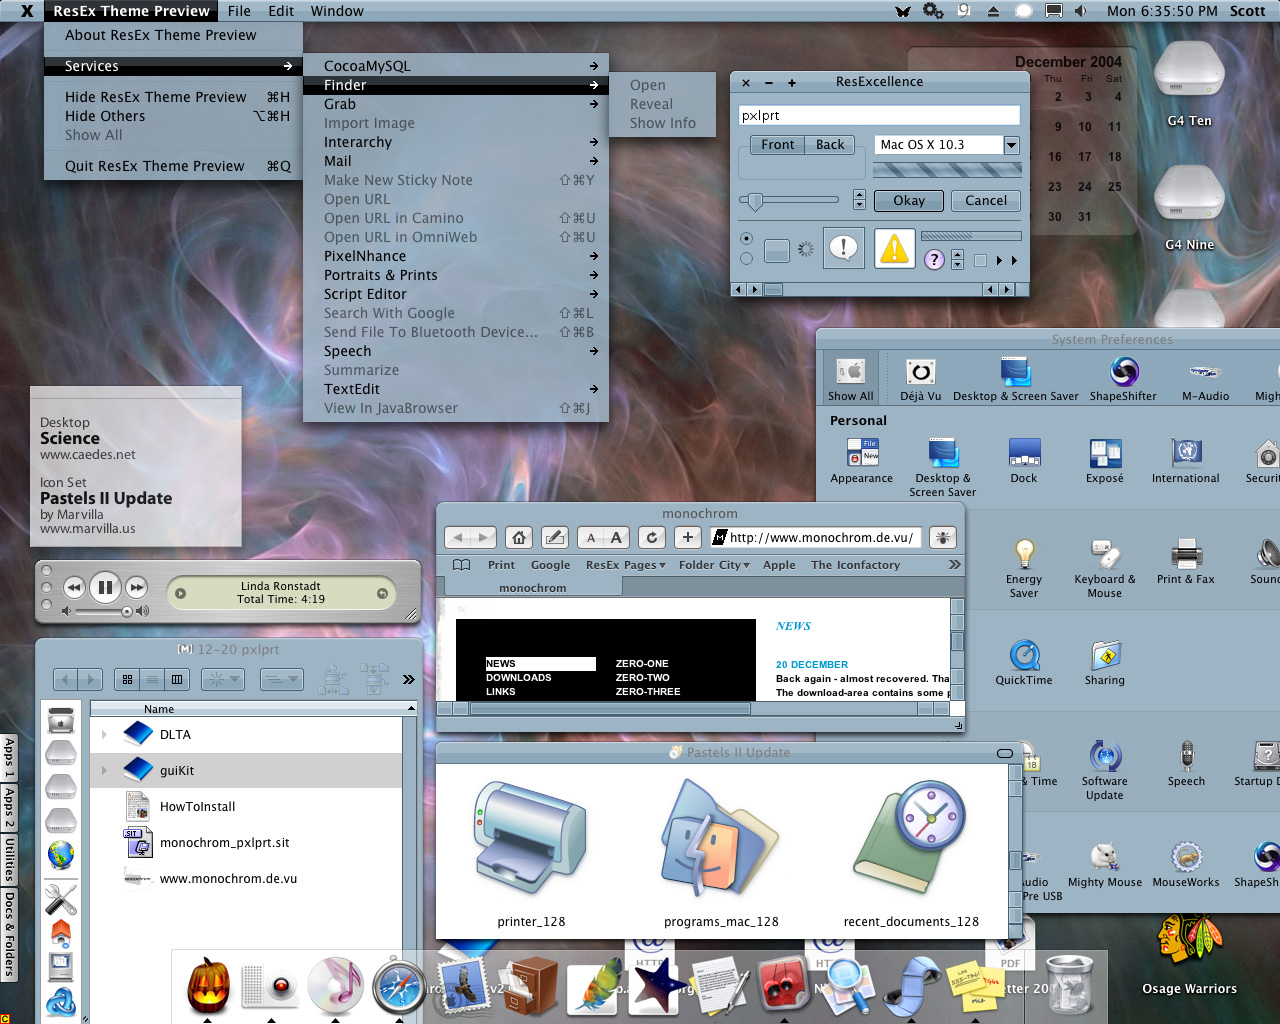 X ResEx Theme Preview File Edit Window Mon 6:35:50 PM Scott
About ResEx Theme Preview
Services
Hide ResEx Theme Preview ⌘H
Hide Others ⌥⌘H
Show All
Quit ResEx Theme Preview ⌘Q
CocoaMySQL
Finder
Grab
Import Image
Interarchy
Mail
Make New Sticky Note ⇧⌘Y
Open URL
Open URL in Camino ⇧⌘U
Open URL in OmniWeb ⇧⌘U
PixelNhance
Portraits & Prints
Script Editor
Search With Google ⇧⌘L
Send File To Bluetooth Device... ⇧⌘B
Speech
Summarize
TextEdit
View In JavaBrowser ⇧⌘J
Open
Reveal
Show Info
ResExcellence
pxlprt
Front Back
Mac OS X 10.3
Okay Cancel
December 2004
Thu Fri Sat
2 3 4
9 10 11
16 17 18
23 24 25
30 31
G4 Ten
G4 Nine
System Preferences
Show All
Déjà Vu
Desktop & Screen Saver
ShapeShifter
M-Audio
Migh
Personal
Appearance
Desktop &
Screen Saver
Dock
Exposé
International
Securit
Energy
Saver
Keyboard &
Mouse
Print & Fax
Sound
QuickTime
Sharing
& Time
Software
Update
Speech
Startup D
Audio
Pre USB
Mighty Mouse
MouseWorks
ShapeSh
Desktop
Science
www.caedes.net
Icon Set
Pastels II Update
by Marvilla
www.marvilla.us
Linda Ronstadt
Total Time: 4:19
monochrom
A A
http://www.monochrom.de.vu/
Print Google ResEx Pages Folder City Apple The Iconfactory
monochrom
NEWS
DOWNLOADS
LINKS
ZERO-ONE
ZERO-TWO
ZERO-THREE
NEWS
20 DECEMBER
Back again - almost recovered. Tha
The download-area contains some p
12-20 pxlprt
Name
DLTA
guiKit
HowToInstall
monochrom_pxlprt.sit
www.monochrom.de.vu
Apps 1
Apps 2
Utilities
Docs & Folders
Pastels II Update
printer_128
programs_mac_128
recent_documents_128
PDF
Osage Warriors